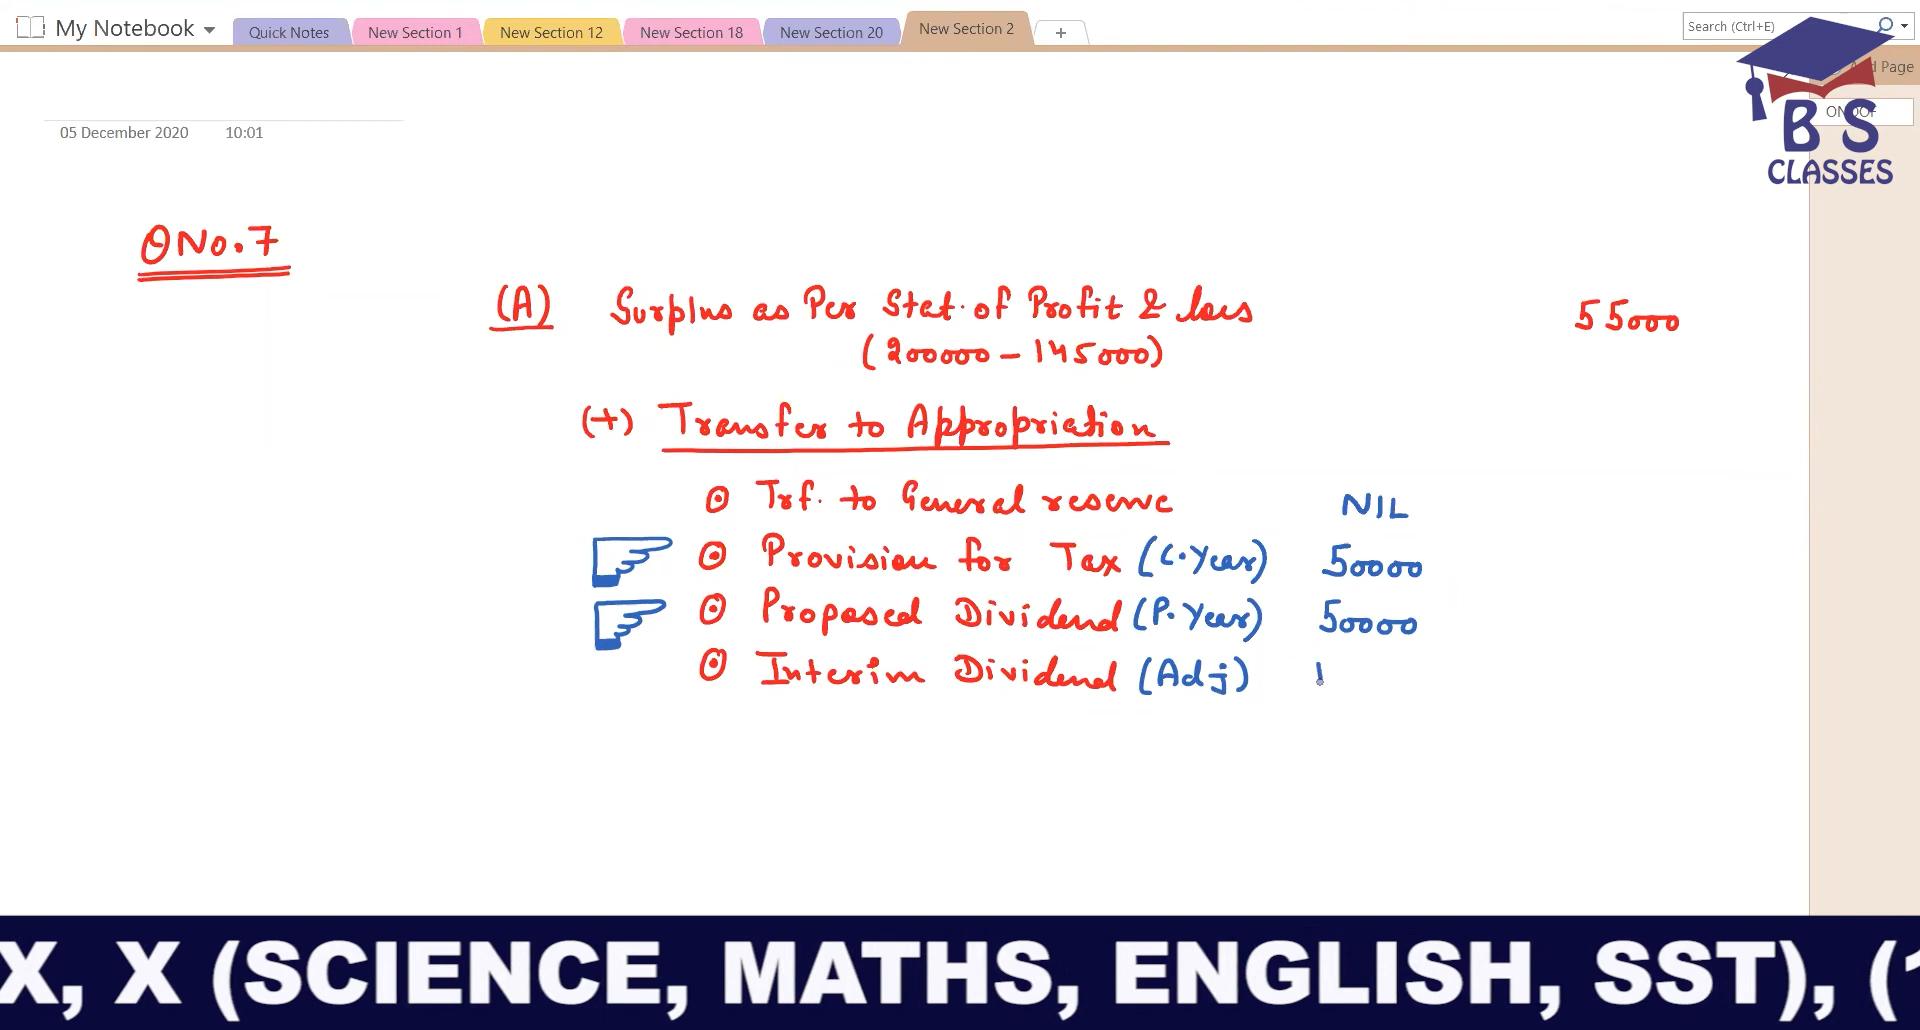 My Notebook
Quick Notes
New Section 1
New Section 12
New Section 18
New Section 20
New Section 2
+
Search (Ctrl+E)
d Page
B S
CLASSES
05 December 2020 10:01
QNo.7
(A) Surplus as Per Stat. of Profit & loss 55000
(200000 - 145000)
(+) Transfer to Appropriation
Trf. to General reserve NIL
Provision for Tax (C.Year) 50000
Proposed Dividend (P.Year) 50000
Interim Dividend (Adj)
X, X (SCIENCE, MATHS, ENGLISH, SST), (1